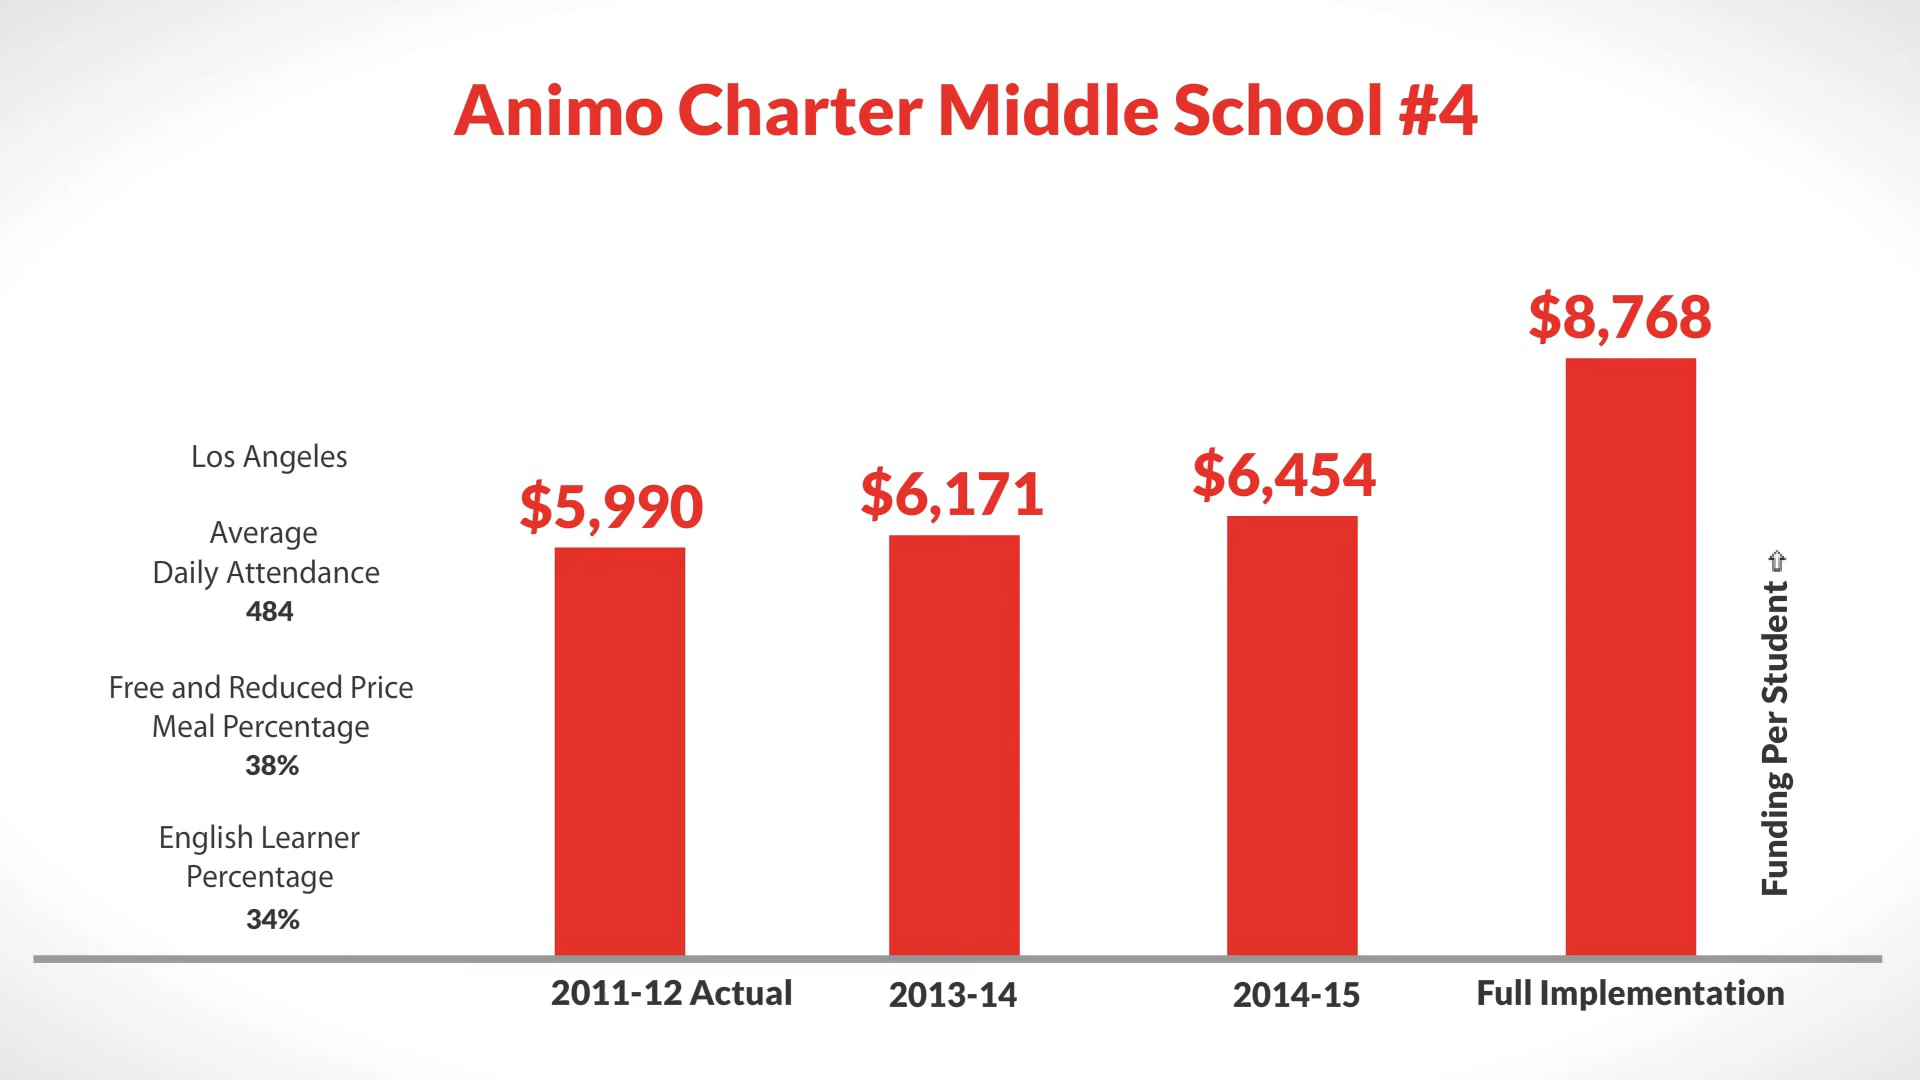 Animo Charter Middle School #4
Los Angeles
Average
Daily Attendance
484
Free and Reduced Price
Meal Percentage
38%
English Learner
Percentage
34%
$5,990
$6,171
$6,454
$8,768
Funding Per Student ⇧
2011-12 Actual
2013-14
2014-15
Full Implementation